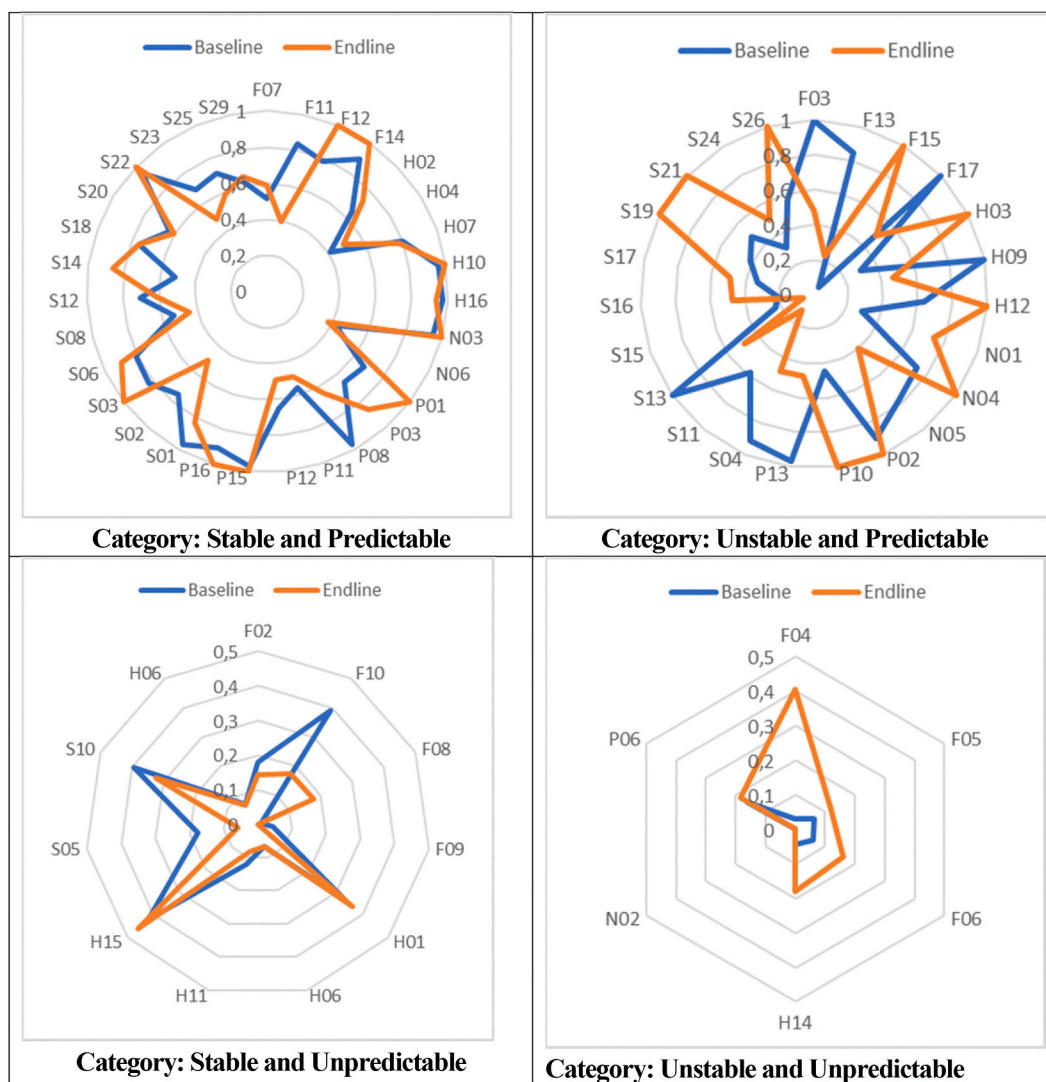 Baseline Endline
F07
F11
F12
F14
H02
H04
H07
H10
H16
N03
N06
P01
P03
P08
P11
P12
P15
P16
S01
S02
S03
S06
S08
S12
S14
S18
S20
S22
S23
S25
S29
1
0,8
0,6
0,4
0,2
0
Category: Stable and Predictable
Baseline Endline
F03
F13
F15
F17
H03
H09
H12
N01
N04
N05
P02
P10
P13
S04
S11
S13
S15
S16
S17
S19
S21
S24
S26
1
0,8
0,6
0,4
0,2
0
Category: Unstable and Predictable
Baseline Endline
F02
F10
F08
F09
H01
H06
H11
H15
S05
S10
H06
0,5
0,4
0,3
0,2
0,1
0
Category: Stable and Unpredictable
Baseline Endline
F04
F05
F06
H14
N02
P06
0,5
0,4
0,3
0,2
0,1
0
Category: Unstable and Unpredictable